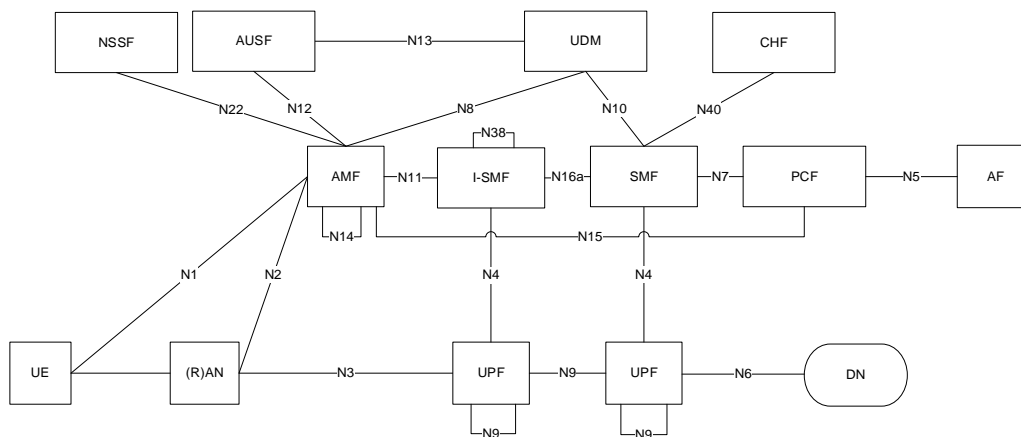 NSSF
AUSF
N13
UDM
CHF
N22
N12
N8
N10
N40
N38
AMF
N11
I-SMF
N16a
SMF
N7
PCF
N5
AF
N14
N15
N1
N2
N4
N4
UE
(R)AN
N3
UPF
N9
UPF
N6
DN
N9
N9